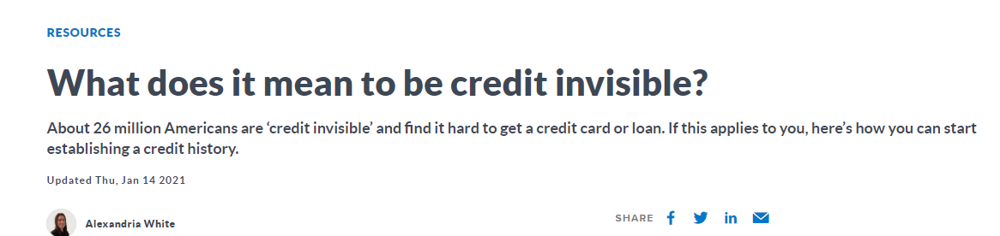 RESOURCES
What does it mean to be credit invisible?
About 26 million Americans are ‘credit invisible’ and find it hard to get a credit card or loan. If this applies to you, here’s how you can start
establishing a credit history.
Updated Thu, Jan 14 2021
Alexandria White
SHARE